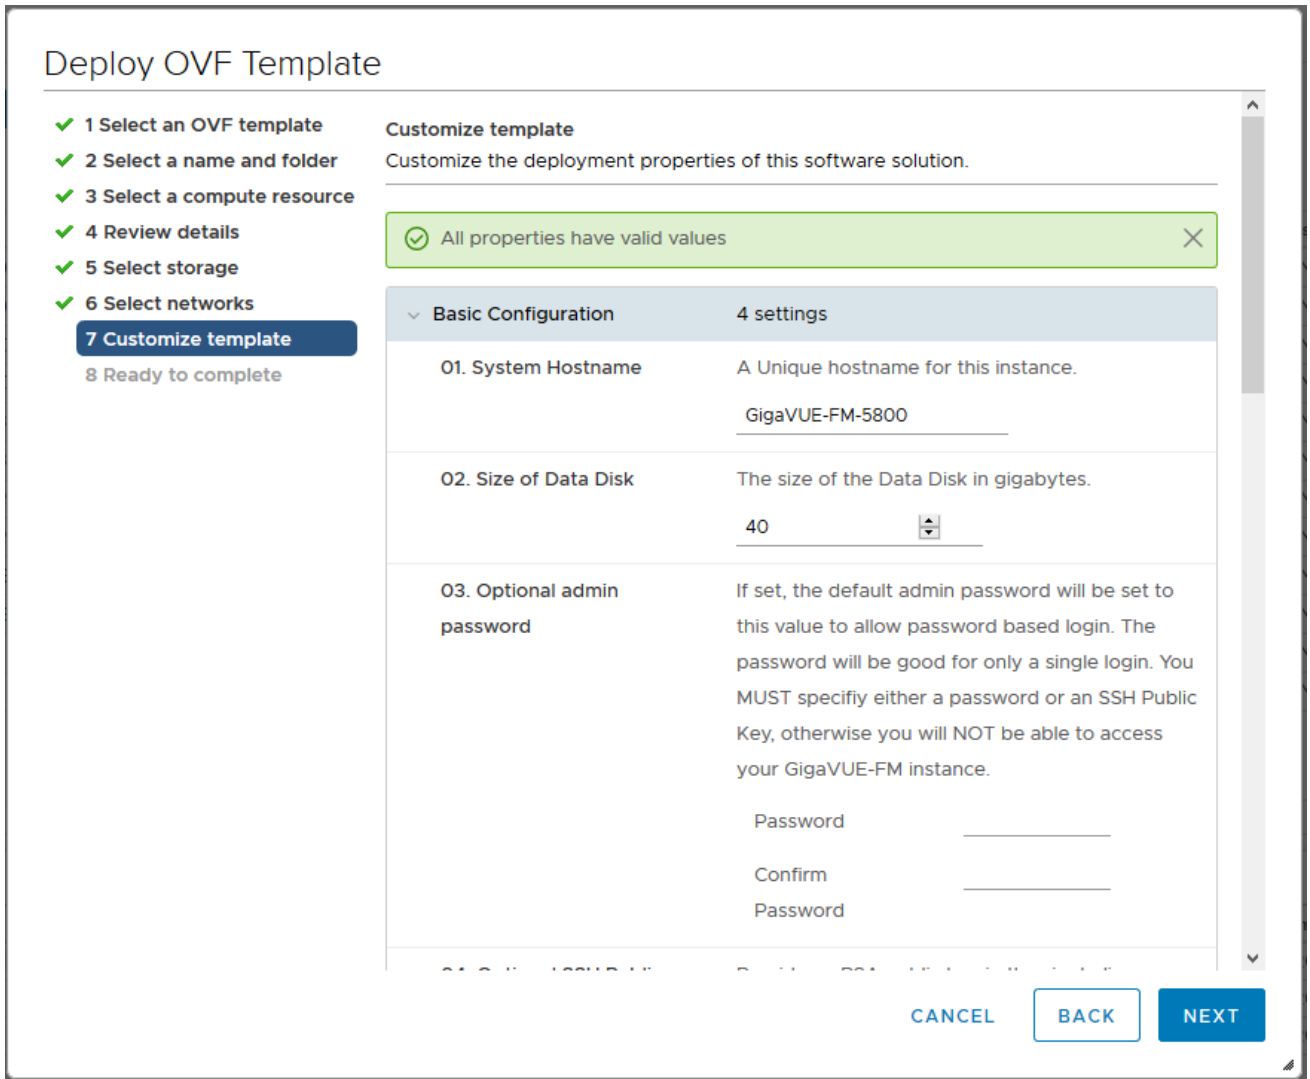 Deploy OVF Template
1 Select an OVF template
2 Select a name and folder
3 Select a compute resource
4 Review details
5 Select storage
6 Select networks
7 Customize template
8 Ready to complete
Customize template
Customize the deployment properties of this software solution.
All properties have valid values
Basic Configuration 4 settings
01. System Hostname A Unique hostname for this instance.
GigaVUE-FM-5800
02. Size of Data Disk The size of the Data Disk in gigabytes.
40
03. Optional admin
password
If set, the default admin password will be set to
this value to allow password based login. The
password will be good for only a single login. You
MUST specifiy either a password or an SSH Public
Key, otherwise you will NOT be able to access
your GigaVUE-FM instance.
Password
Confirm
Password
CANCEL BACK NEXT